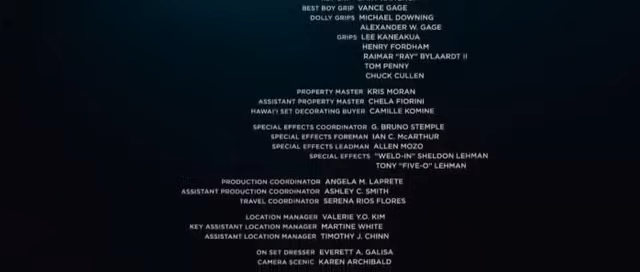 BEST BOY GRIP VANCE GAGE
DOLLY GRIPS MICHAEL DOWNING
ALEXANDER W. GAGE
GRIPS LEE KANEAKUA
HENRY FORDHAM
RAIMAR "RAY" BYLAARDT II
TOM PENNY
CHUCK CULLEN
PROPERTY MASTER KRIS MORAN
ASSISTANT PROPERTY MASTER CHELA FIORINI
HAWAI'I SET DECORATING BUYER CAMILLE KOMINE
SPECIAL EFFECTS COORDINATOR G. BRUNO STEMPLE
SPECIAL EFFECTS FOREMAN IAN C. McARTHUR
SPECIAL EFFECTS LEADMAN ALLEN MOZO
SPECIAL EFFECTS "WELD-IN" SHELDON LEHMAN
TONY "FIVE-O" LEHMAN
PRODUCTION COORDINATOR ANGELA M. LAPRETE
ASSISTANT PRODUCTION COORDINATOR ASHLEY C. SMITH
TRAVEL COORDINATOR SERENA RIOS FLORES
LOCATION MANAGER VALERIE Y.O. KIM
KEY ASSISTANT LOCATION MANAGER MARTINE WHITE
ASSISTANT LOCATION MANAGER TIMOTHY J. CHINN
ON SET DRESSER EVERETT A. GALISA
CAMERA SCENIC KAREN ARCHIBALD